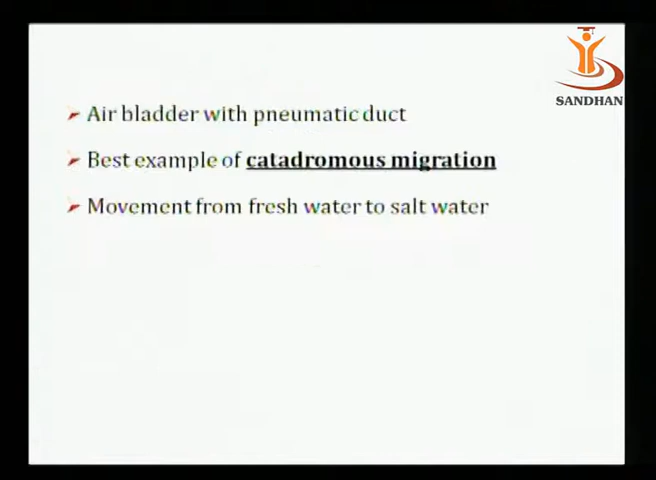 SANDHAN
Air bladder with pneumatic duct
Best example of catadromous migration
Movement from fresh water to salt water